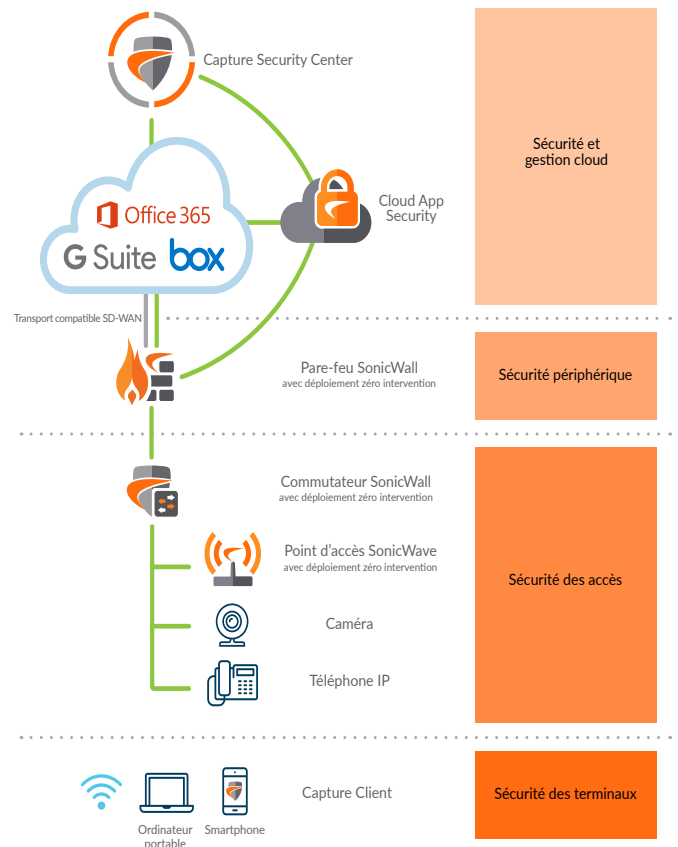 Capture Security Center
Sécurité et
gestion cloud
Office 365
G Suite box
Cloud App
Security
Transport compatible SD-WAN
Pare-feu SonicWall
avec déploiement zéro intervention
Sécurité périphérique
Commutateur SonicWall
avec déploiement zéro intervention
Point d'accès SonicWave
avec déploiement zéro intervention
Sécurité des accès
Caméra
Téléphone IP
Capture Client
Sécurité des terminaux
Ordinateur
portable
Smartphone